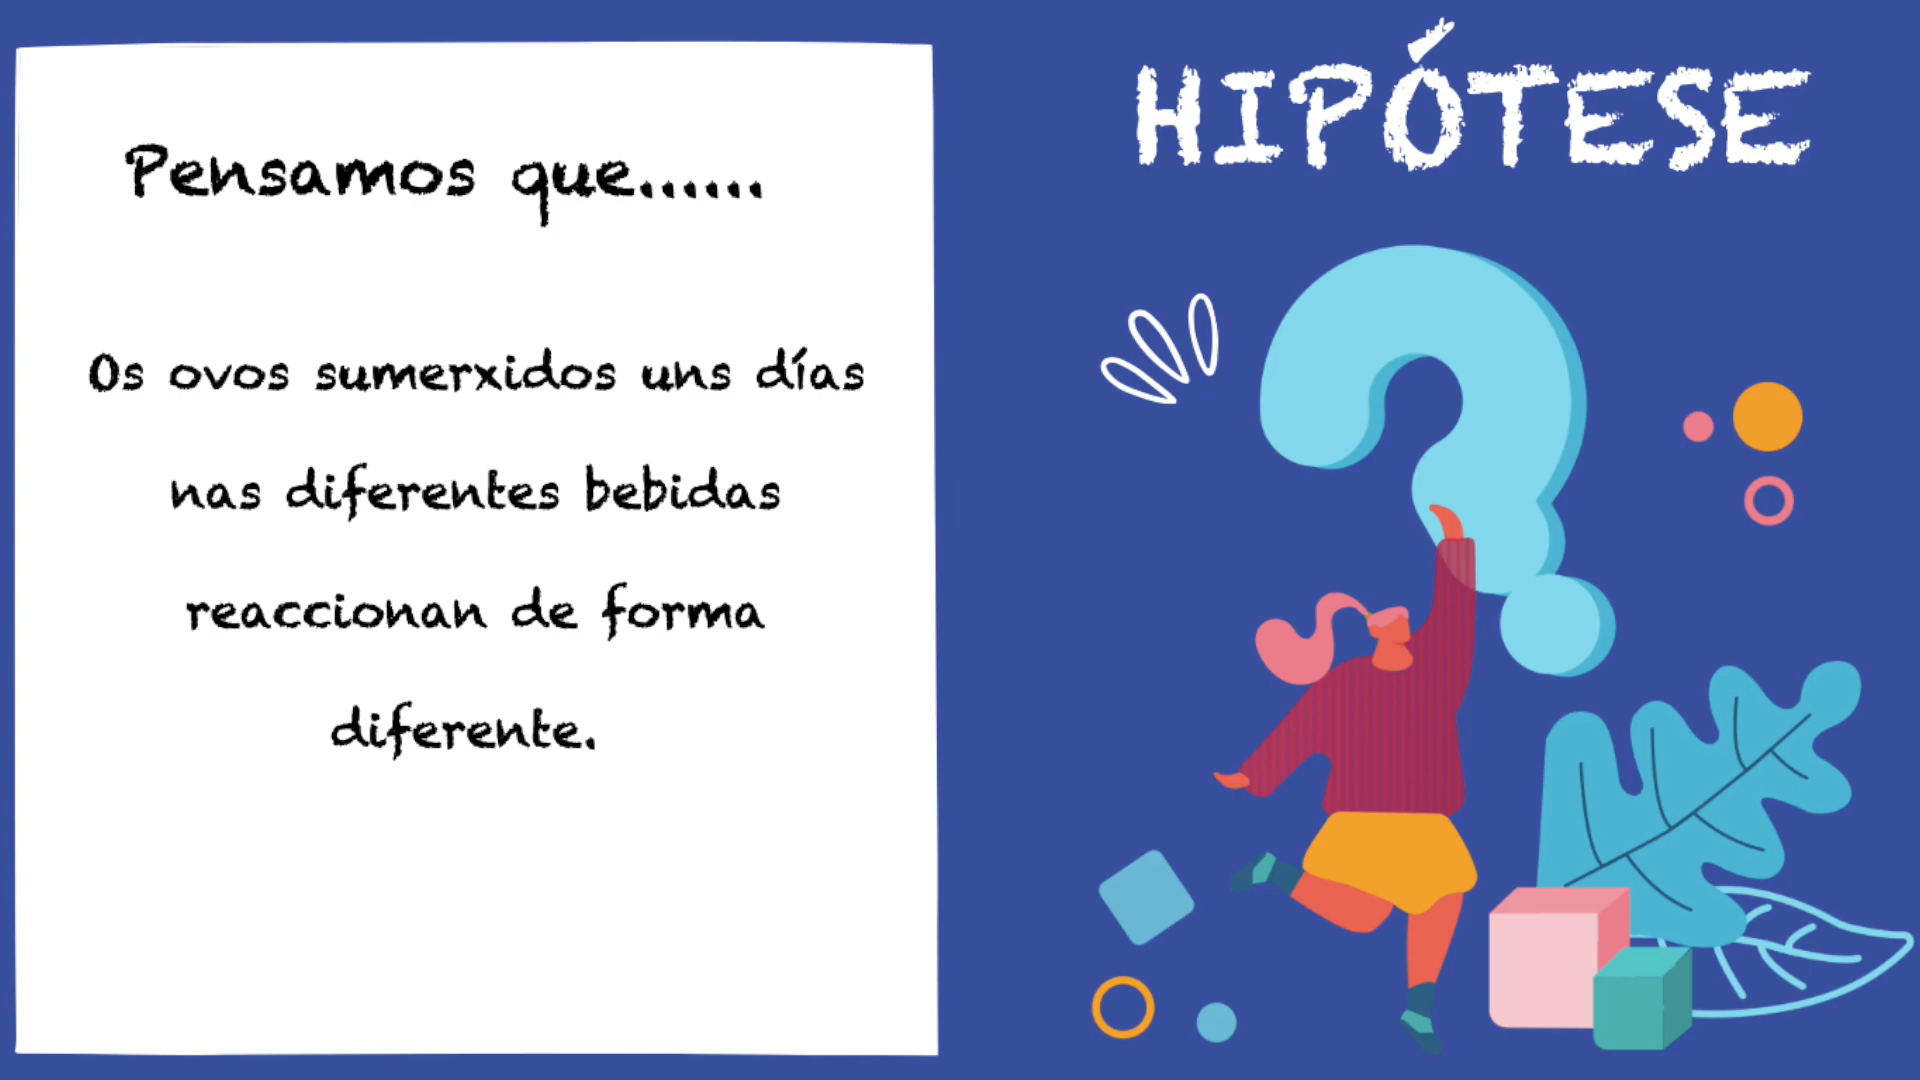 HIPÓTESE
Pensamos que......
Os ovos sumerxidos uns días
nas diferentes bebidas
reaccionan de forma
diferente.